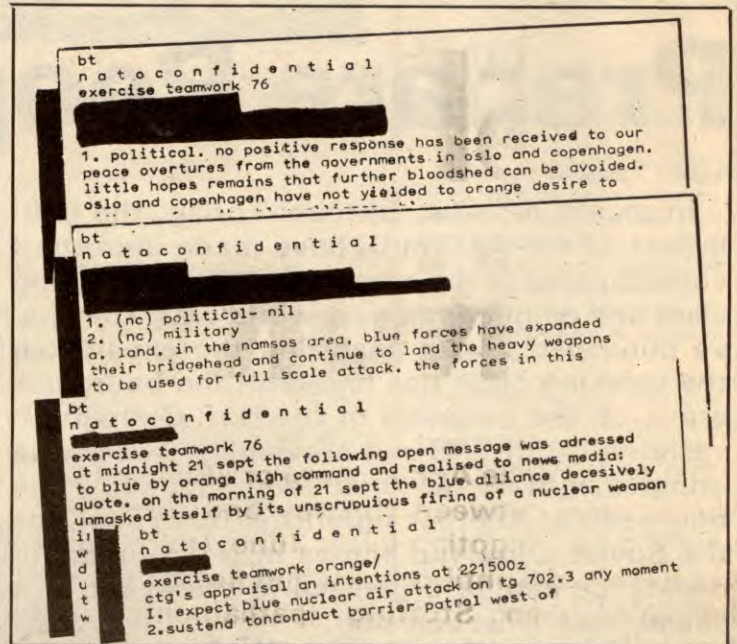 bt
n a t o c o n f i d e n t i a l
exercise teamwork 76
1. political. no positive response has been received to our
peace overtures from the governments in oslo and copenhagen.
little hopes remains that further bloodshed can be avoided.
oslo and copenhagen have not yielded to orange desire to
bt
n a t o c o n f i d e n t i a l
1. (nc) political- nil
2. (nc) military
a. land. in the namsos area, blue forces have expanded
their bridgehead and continue to land the heavy weapons
to be used for full scale attack. the forces in this
bt
n a t o c o n f i d e n t i a l
exercise teamwork 76
at midnight 21 sept the following open message was adressed
to blue by orange high command and realised to news media:
quote. on the morning of 21 sept the blue alliance decesively
unmasked itself by its unscrupuious firing of a nuclear weapon
bt
n a t o c o n f i d e n t i a l
exercise teamwork orange/
ctg's appraisal an intentions at 221500z
I. expect blue nuclear air attack on tg 702.3 any moment
2.sustend tonconduct barrier patrol west of